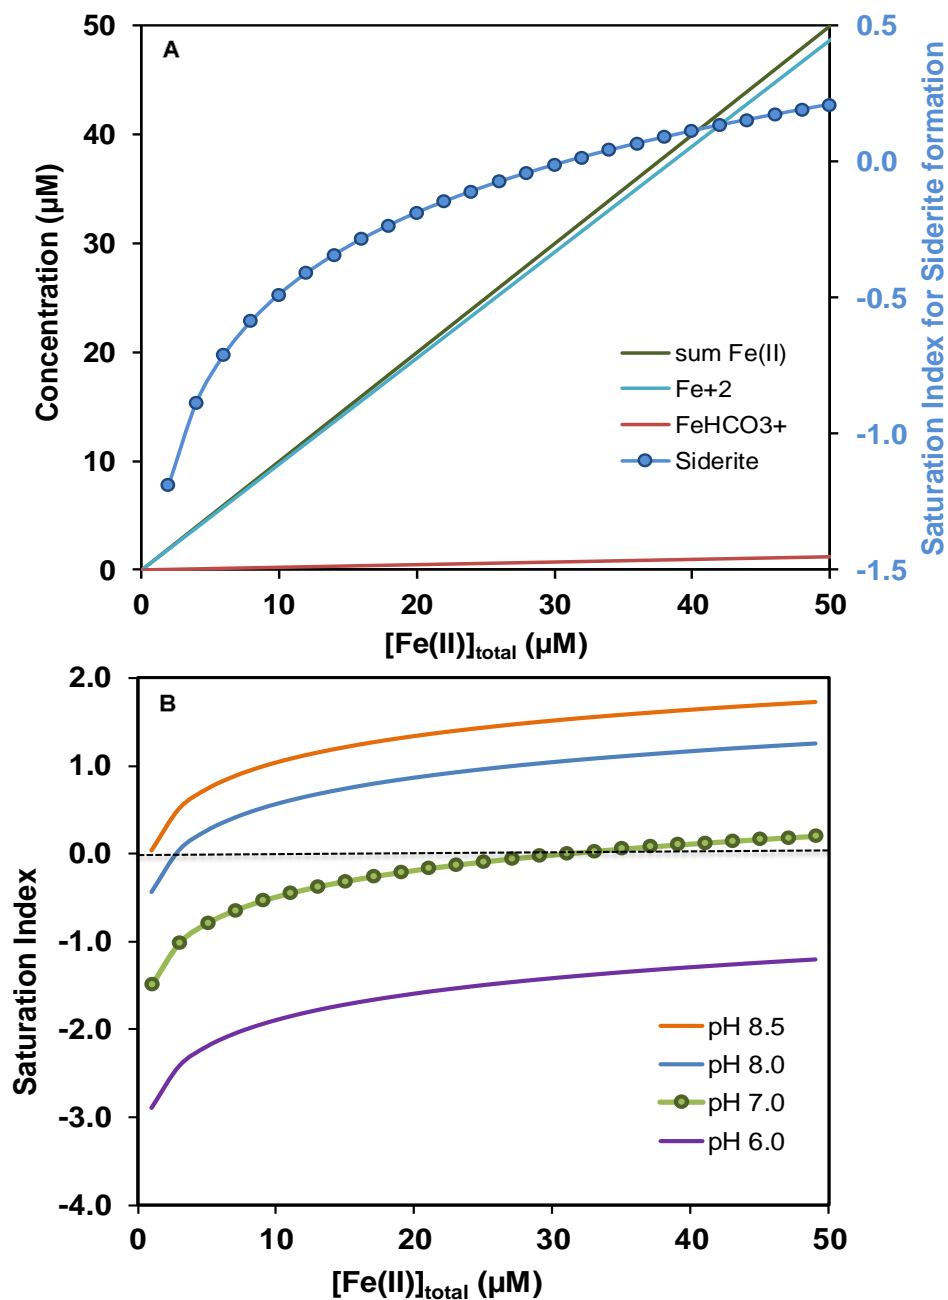 A
50
40
30
20
10
0
Concentration (µM)
0.5
0.0
-0.5
-1.0
-1.5
Saturation Index for Siderite formation
sum Fe(II)
Fe+2
FeHCO3+
Siderite
0 10 20 30 40 50
[Fe(II)]total (µM)
B
2.0
1.0
0.0
-1.0
-2.0
-3.0
-4.0
Saturation Index
pH 8.5
pH 8.0
pH 7.0
pH 6.0
0 10 20 30 40 50
[Fe(II)]total (µM)